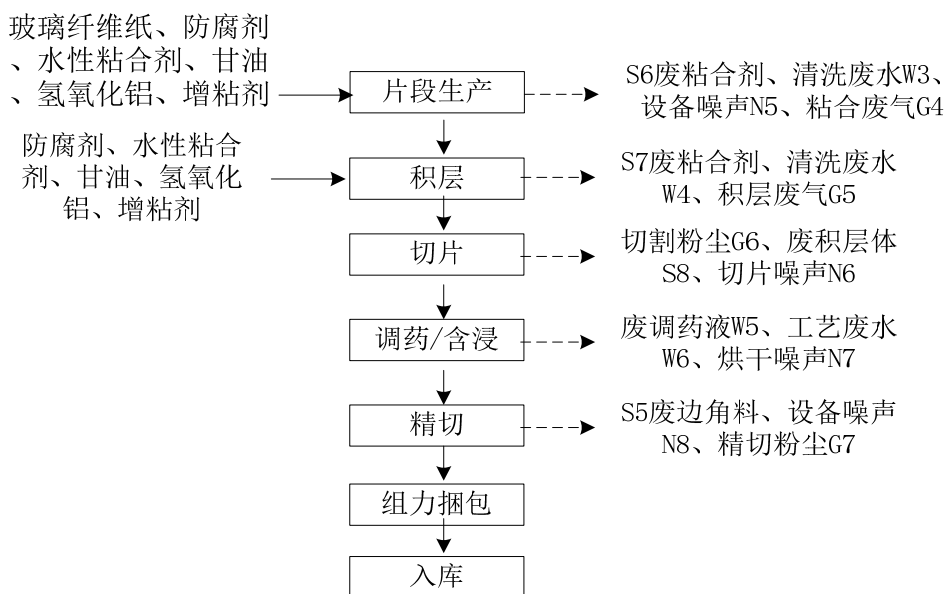 玻璃纤维纸、防腐剂
、水性粘合剂、甘油
、氢氧化铝、增粘剂
片段生产
S6废粘合剂、清洗废水W3、
设备噪声N5、粘合废气G4
防腐剂、水性粘合
剂、甘油、氢氧化
铝、增粘剂
积层
S7废粘合剂、清洗废水
W4、积层废气G5
切片
切割粉尘G6、废积层体
S8、切片噪声N6
调药/含浸
废调药液W5、工艺废水
W6、烘干噪声N7
精切
S5废边角料、设备噪声
N8、精切粉尘G7
组力捆包
入库